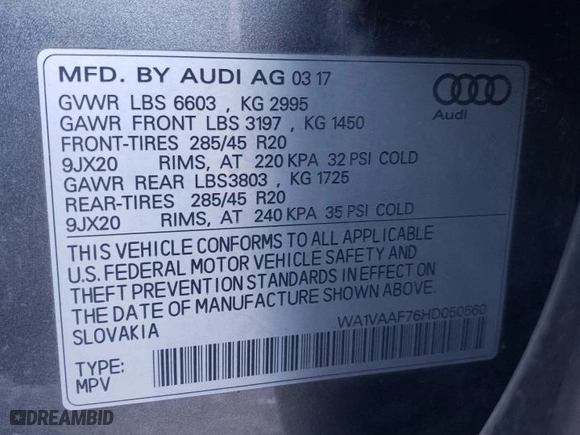 MFD. BY AUDI AG 03 17
Audi
GVWR LBS 6603 , KG 2995
GAWR FRONT LBS 3197 , KG 1450
FRONT-TIRES 285/45 R20
9JX20 RIMS, AT 220 KPA 32 PSI COLD
GAWR REAR LBS3803 , KG 1725
REAR-TIRES 285/45 R20
9JX20 RIMS, AT 240 KPA 35 PSI COLD
THIS VEHICLE CONFORMS TO ALL APPLICABLE
U.S. FEDERAL MOTOR VEHICLE SAFETY AND
THEFT PREVENTION STANDARDS IN EFFECT ON
THE DATE OF MANUFACTURE SHOWN ABOVE.
SLOVAKIA
WA1VAAF76HD050560
TYPE:
MPV
DREAMBID